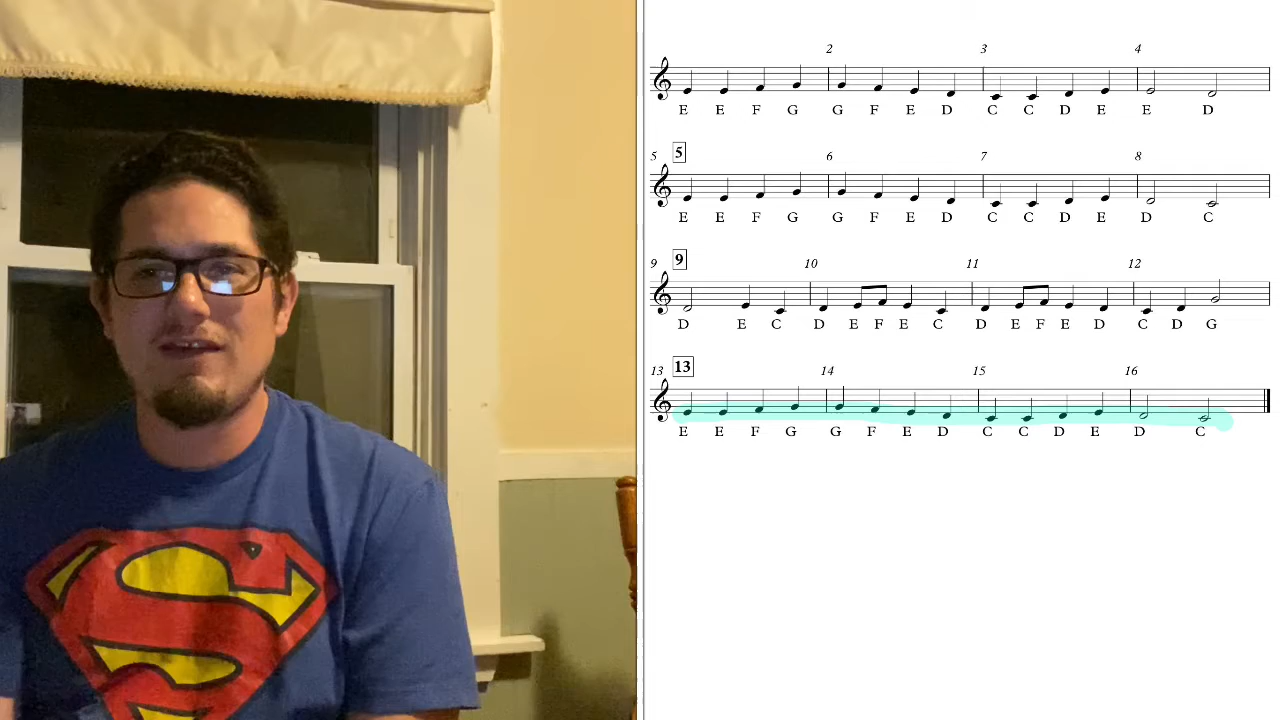 2 3 4
E E F G G F E D C C D E E D
5 5 6 7 8
E E F G G F E D C C D E D C
9 9 10 11 12
D E C D E F E C D E F E D C D G
13 13 14 15 16
E E F G G F E D C C D E D C
S